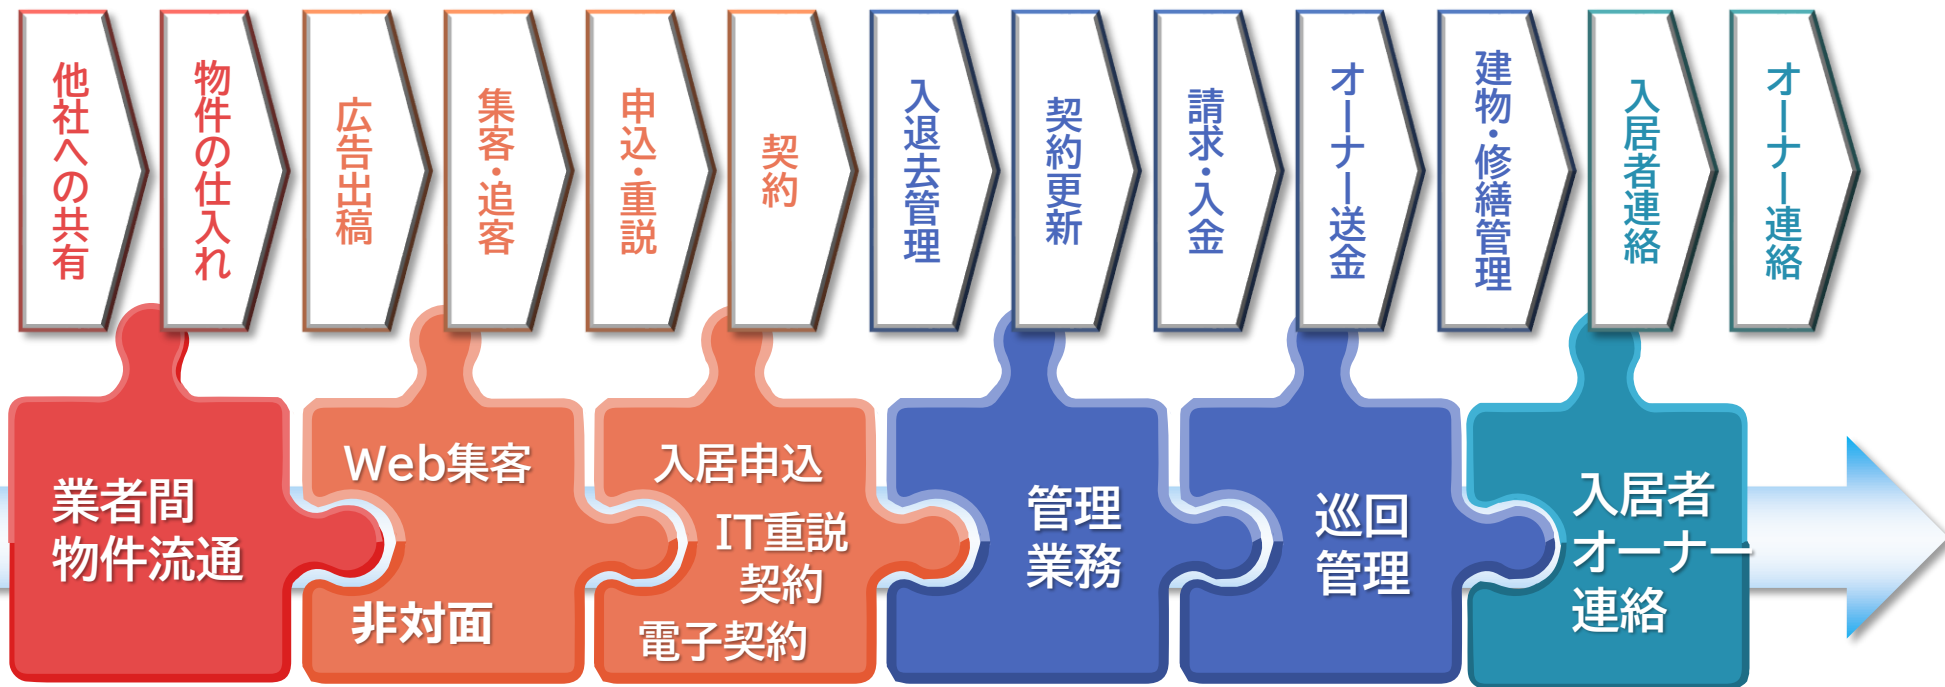 他社への共有
物件の仕入れ
広告出稿
集客・追客
申込・重説
契約
入退去管理
契約更新
請求・入金
オーナー送金
建物・修繕管理
入居者連絡
オーナー連絡
業者間
物件流通
Web集客
非対面
入居申込
IT重説
契約
電子契約
管理
業務
巡回
管理
入居者
オーナー
連絡